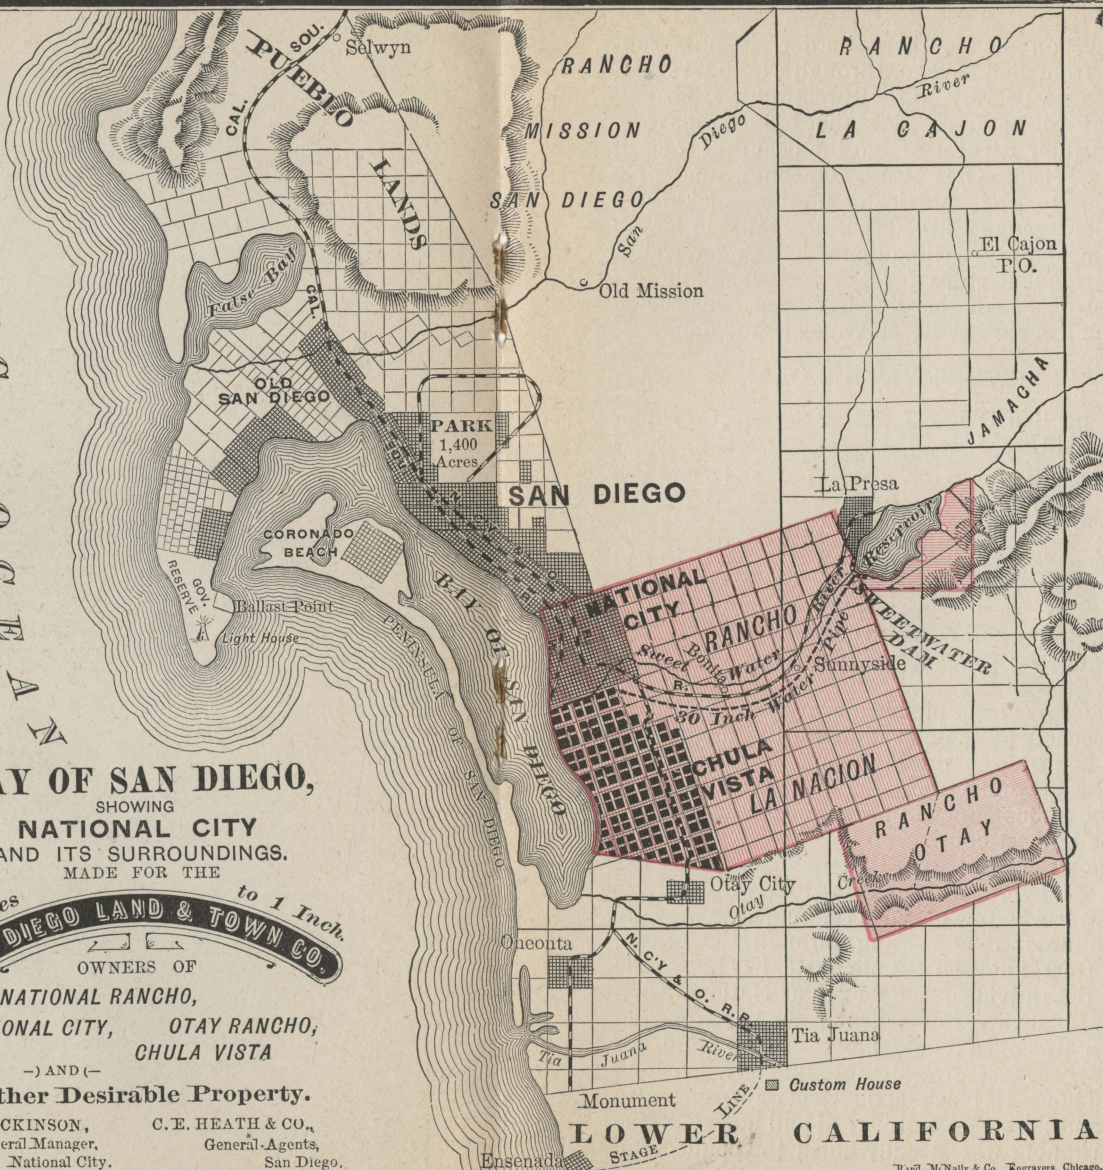 SOU.
Selwyn
PUEBLO
LANDS
CAL.
RANCHO
MISSION
SAN DIEGO
RANCHO
LA CAJON
San Diego River
El Cajon
P.O.
Old Mission
False Bay
CAL.
OLD
SAN DIEGO
PARK
1,400
Acres.
SOU.
SAN DIEGO
JAMACHA
La Presa
Reservoir
CORONADO
BEACH
GOV.
RESERVE
Ballast Point
Light House
OCEAN
BAY OF SAN DIEGO
PENINSULA OF SAN DIEGO
NATIONAL
CITY
RANCHO
Sweet Water River
Bonita
R.
30 Inch Water Pipe
Sunnyside
SWEETWATER
DAM
CHULA
VISTA
LA NACION
RANCHO
OTAY
Otay City
Otay Creek
Oneonta
N. C'Y & O. R.R.
Tia Juana River
Tia Juana
Custom House
Monument
LINE
STAGE
Ensenada
LOWER CALIFORNIA
AY OF SAN DIEGO,
SHOWING
NATIONAL CITY
AND ITS SURROUNDINGS.
MADE FOR THE
es to 1 Inch.
DIEGO LAND & TOWN CO.
OWNERS OF
NATIONAL RANCHO,
IONAL CITY, OTAY RANCHO,
CHULA VISTA
—) AND (—
ther Desirable Property.
CKINSON, C.E. HEATH & CO.,
eral Manager, General Agents,
National City. San Diego.
Rand McNally & Co., Engravers, Chicago.